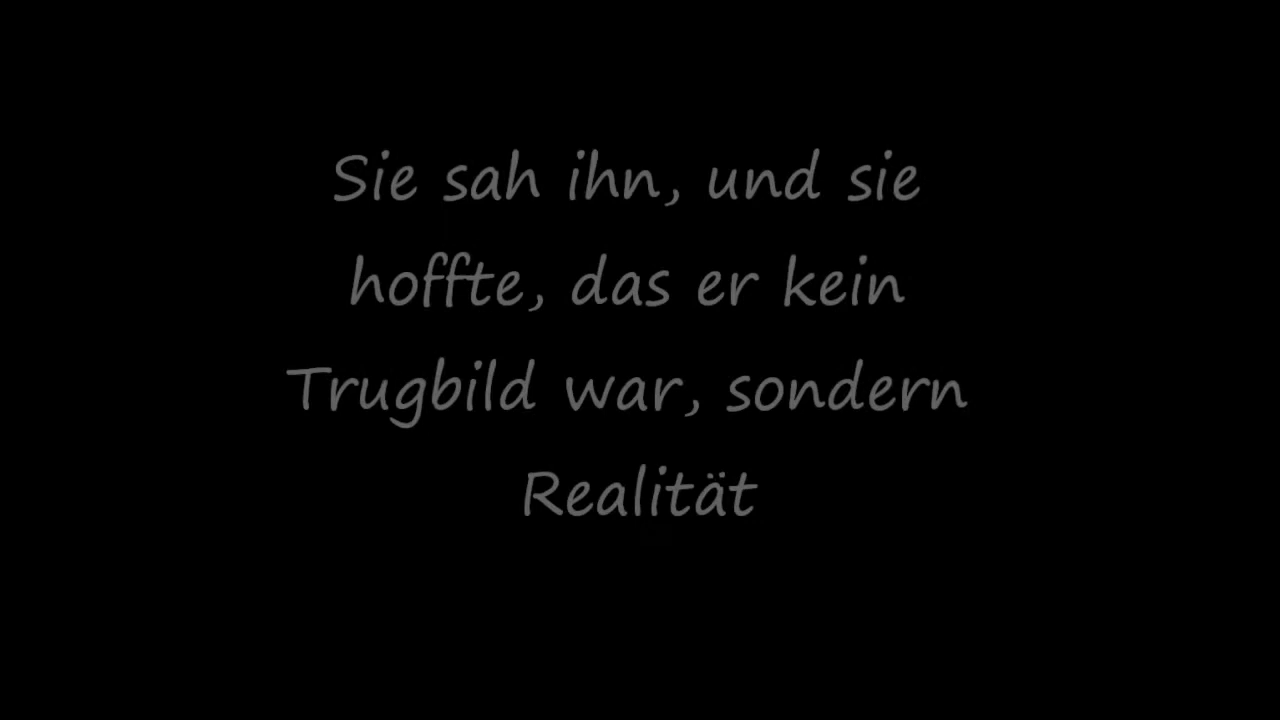 Sie sah ihn, und sie
hoffte, das er kein
Trugbild war, sondern
Realität